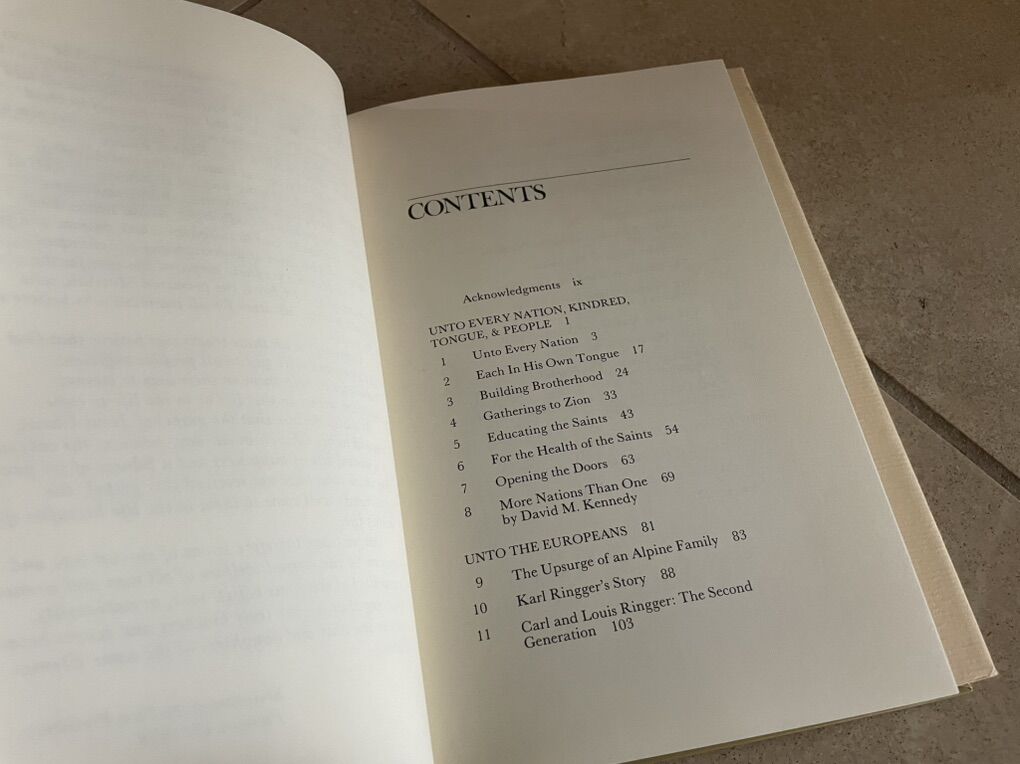 CONTENTS
Acknowledgments ix
UNTO EVERY NATION, KINDRED,
TONGUE, & PEOPLE 1
1 Unto Every Nation 3
2 Each In His Own Tongue 17
3 Building Brotherhood 24
4 Gatherings to Zion 33
5 Educating the Saints 43
6 For the Health of the Saints 54
7 Opening the Doors 63
8 More Nations Than One 69
by David M. Kennedy
UNTO THE EUROPEANS 81
9 The Upsurge of an Alpine Family 83
10 Karl Ringger's Story 88
11 Carl and Louis Ringger: The Second
Generation 103